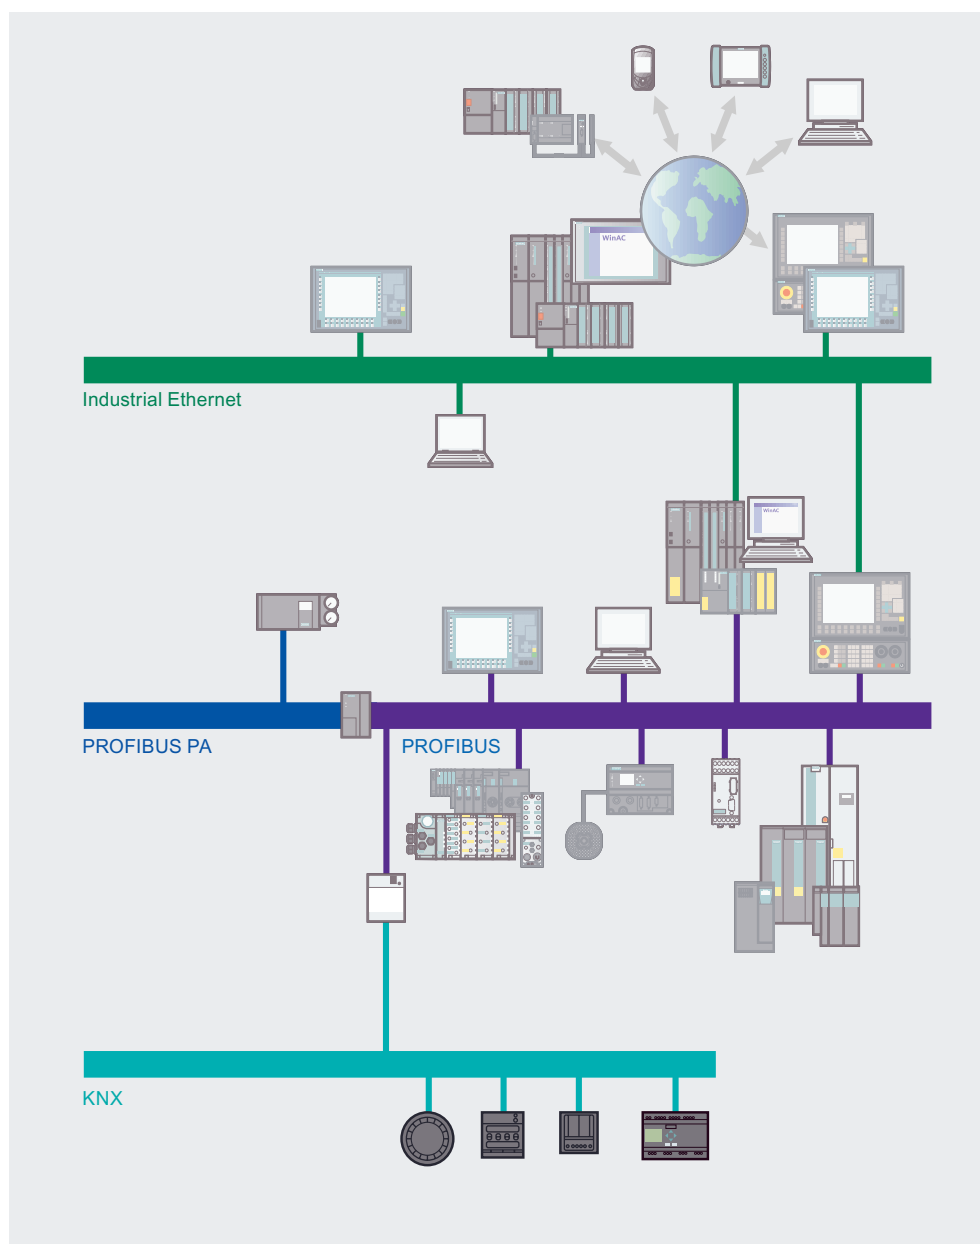 WinAC
Industrial Ethernet
WinAC
PROFIBUS PA
PROFIBUS
KNX